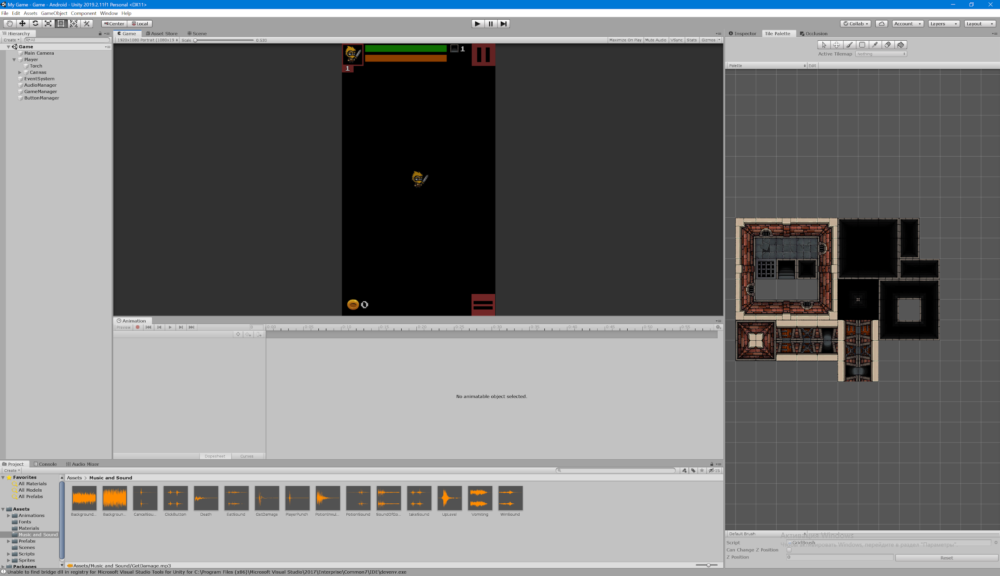 My Game - Game - Android - Unity 2019.2.11f1 Personal <DX11>
File Edit Assets GameObject Component Window Help
Center Local
Collab Account Layers Layout
Hierarchy
Create All
Game
Main Camera
Player
Torch
Canvas
EventSystem
AudioManager
GameManager
ButtonManager
Game Asset Store Scene
1920x1080 Portrait (1080x19 Scale 0.533 Maximize On Play Mute Audio VSync Stats Gizmos
1
1
0
Inspector Tile Palette Occlusion
Active Tilemap Nothing
Palette Edit
Animation
Preview 0 0:00 0:05 0:10 0:15 0:20 0:25 0:30 0:35 0:40 0:45 0:50 0:55
No animatable object selected.
Dopesheet Curves
Default Brush
Активация Windows
Script GridBrush
Чтобы активировать Windows, перейдите в раздел "Параметры".
Can Change Z Position
Z Position 0 Reset
Project Console Audio Mixer
Create 15
Favorites
All Materials
All Models
All Prefabs
Assets
Animations
Fonts
Materials
Music and Sound
Prefabs
Scenes
Scripts
Sprites
Packages
Assets > Music and Sound
Background... Backgroun... CancelSou... ClickButton Death EatSound GetDamage PlayerPunch PotionInvul... PotionSound SoundOfGo... takeSound UpLevel Vomiting WinSound
Assets/Music and Sound/GetDamage.mp3
Unable to find bridge dll in registry for Microsoft Visual Studio Tools for Unity for C:\Program Files (x86)\Microsoft Visual Studio\2017\Enterprise\Common7\IDE\devenv.exe